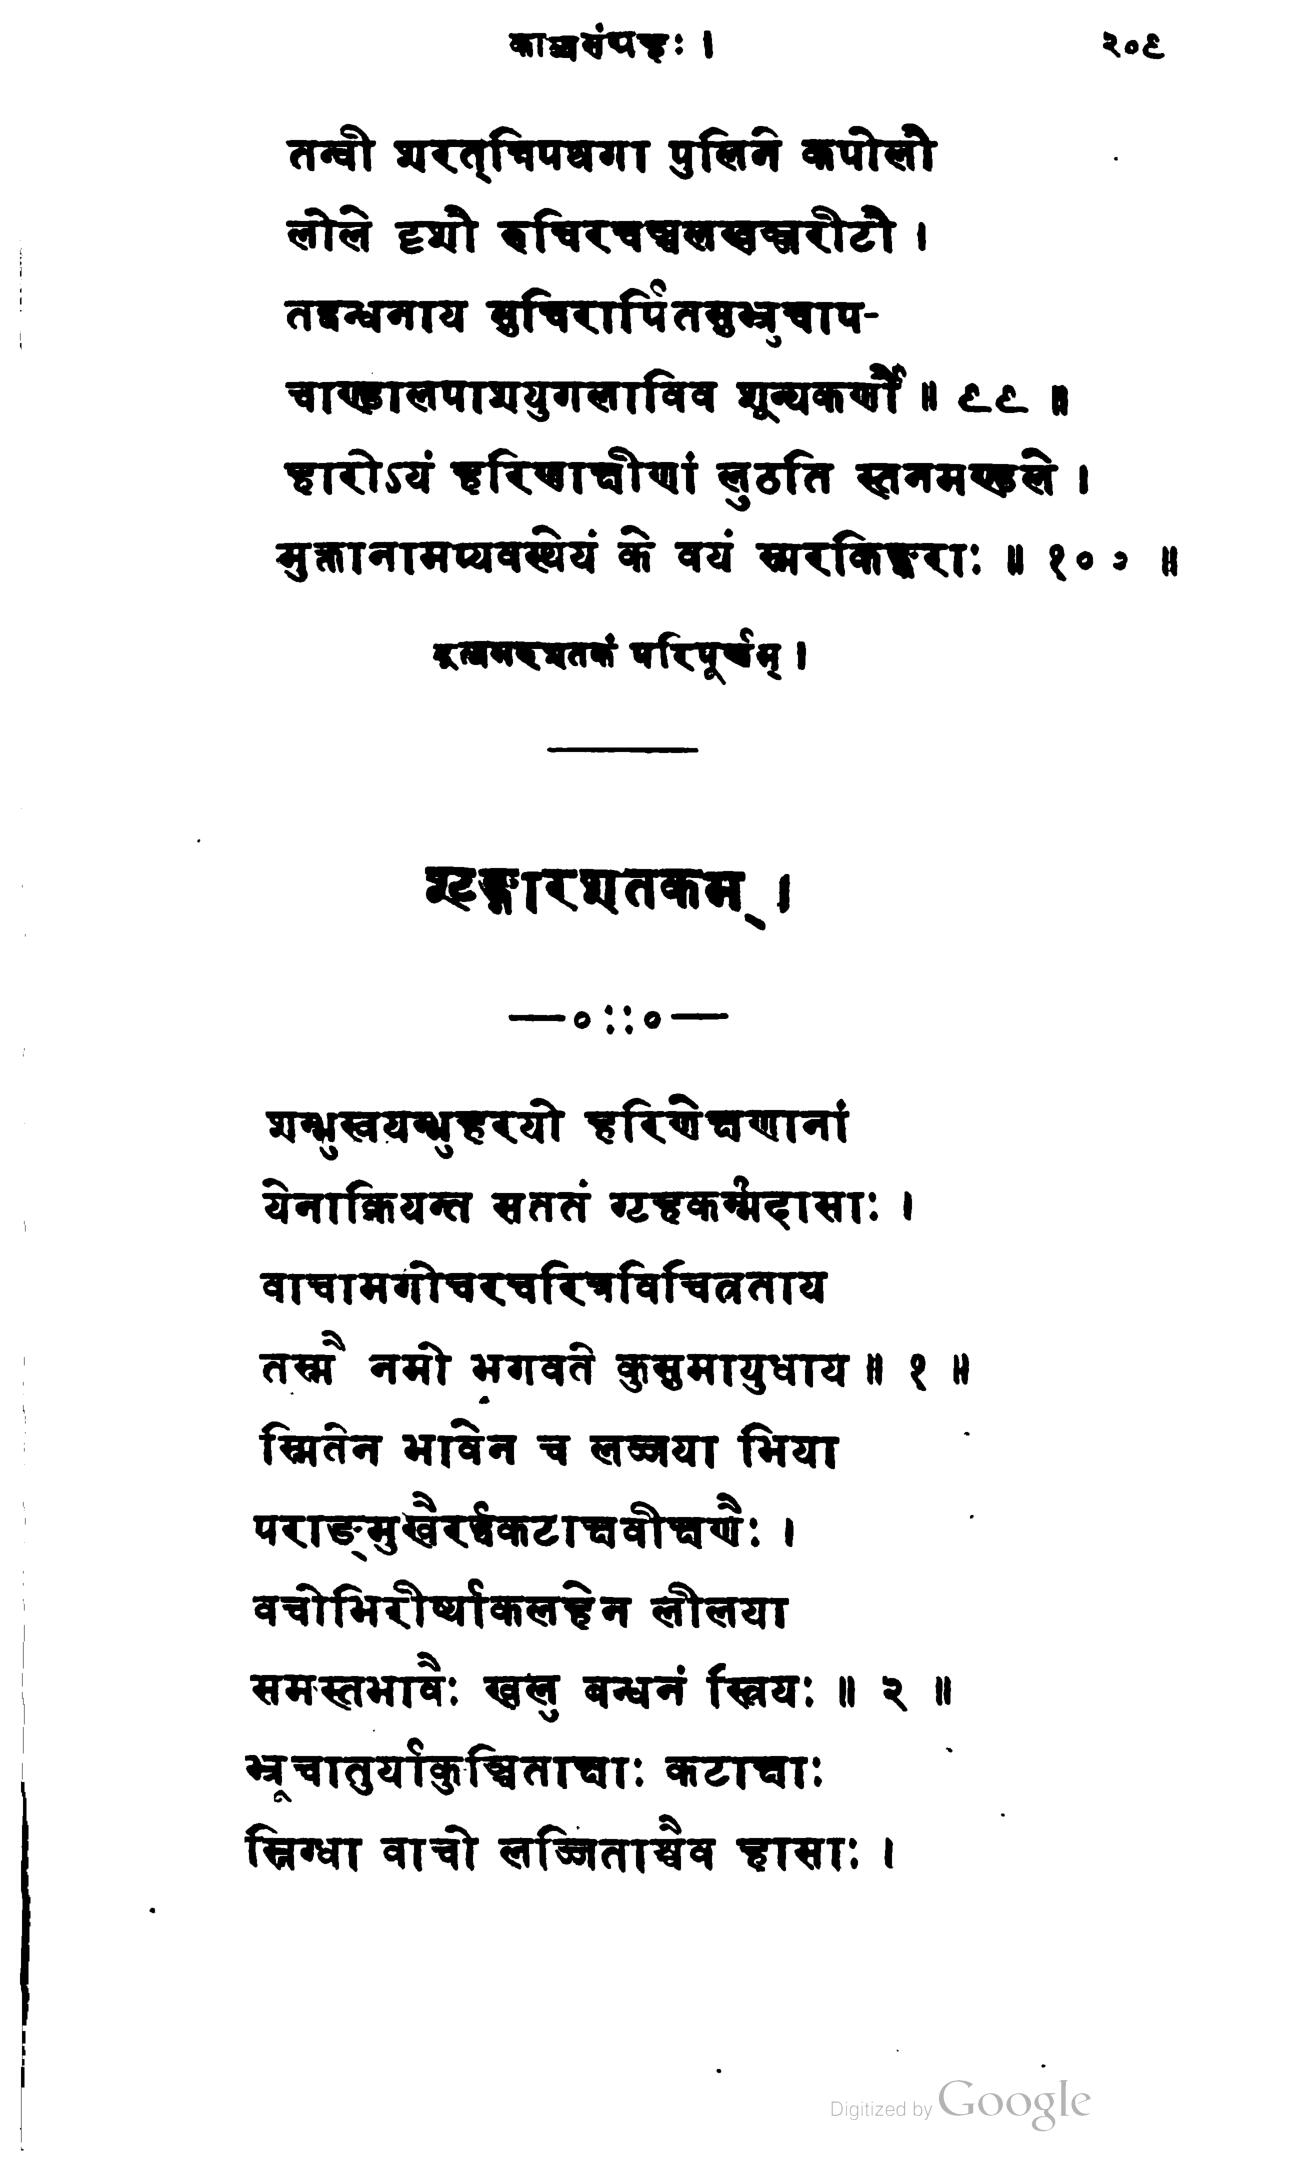 काव्यसंग्रहः । २०९
तन्वी शरत्त्रिपथगा पुलिने कपोलौ
लोले दृशौ रुचिरचञ्चलखञ्जरीटौ ।
तद्बन्धनाय सुचिरार्पितसुभ्रुचाप-
चाण्डालपाशयुगलाविव शून्यकर्णौ ॥ ९९ ॥
हारोऽयं हरिणाक्षीणां लुठति स्तनमण्डले ।
मुक्तानामप्यवस्थेयं के वयं स्मरकिङ्कराः ॥ १०० ॥
इत्यमरुशतकं परिपूर्णम् ।
शृङ्गारशतकम् ।
—०::०—
शम्भुस्वयम्भुहरयो हरिणेक्षणानां
येनाक्रियन्त सततं गृहकर्म्मदासाः ।
वाचामगोचरचरित्रविचित्रताय
तस्मै नमो भगवते कुसुमायुधाय ॥ १ ॥
स्मितेन भावेन च लज्जया भिया
पराङ्मुखैरर्द्धकटाक्षवीक्षणैः ।
वचोभिरीर्ष्याकलहेन लीलया
समस्तभावैः खलु बन्धनं स्त्रियः ॥ २ ॥
भ्रूचातुर्याकुञ्चिताक्षाः कटाक्षाः
स्निग्धा वाचो लज्जिताश्चैव हासाः ।
Digitized by Google